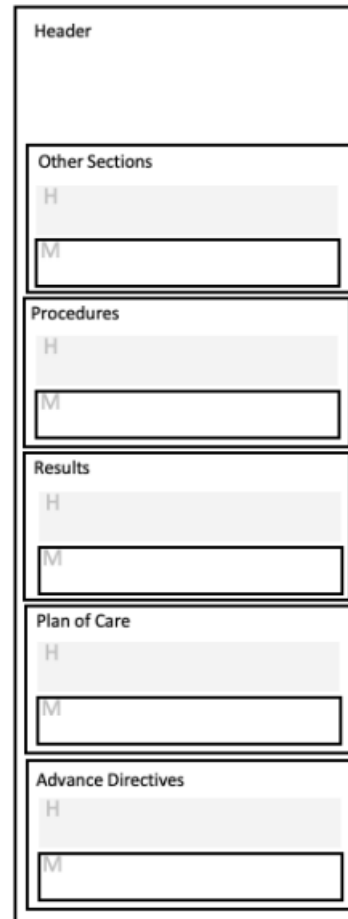 Header
Other Sections
H
M
Procedures
H
M
Results
H
M
Plan of Care
H
M
Advance Directives
H
M